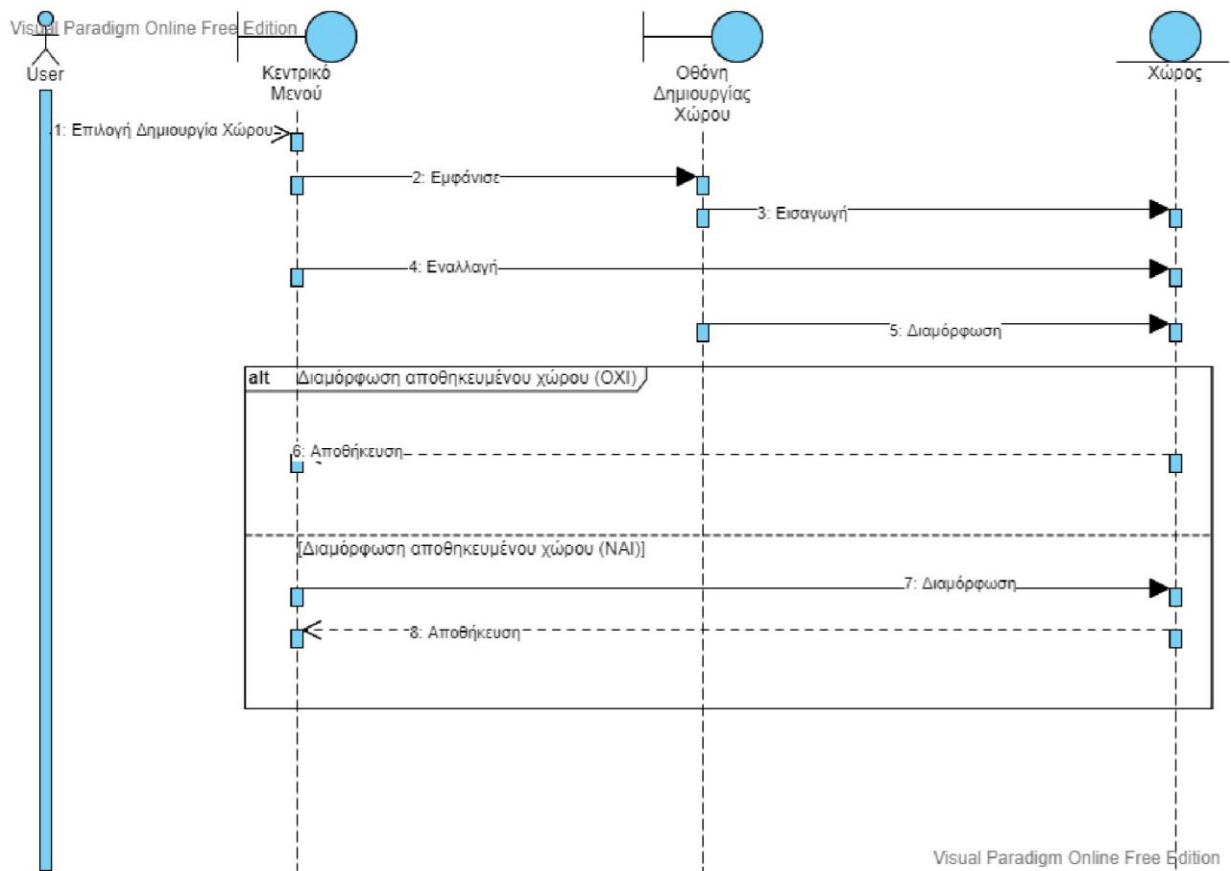 Visual Paradigm Online Free Edition
User
Κεντρικό
Μενού
Οθόνη
Δημιουργίας
Χώρου
Χώρος
1: Επιλογή Δημιουργία Χώρου
2: Εμφάνισε
3: Εισαγωγή
4: Εναλλαγή
5: Διαμόρφωση
alt Διαμόρφωση αποθηκευμένου χώρου (ΟΧΙ)
6: Αποθήκευση
[Διαμόρφωση αποθηκευμένου χώρου (ΝΑΙ)]
7: Διαμόρφωση
8: Αποθήκευση
Visual Paradigm Online Free Edition